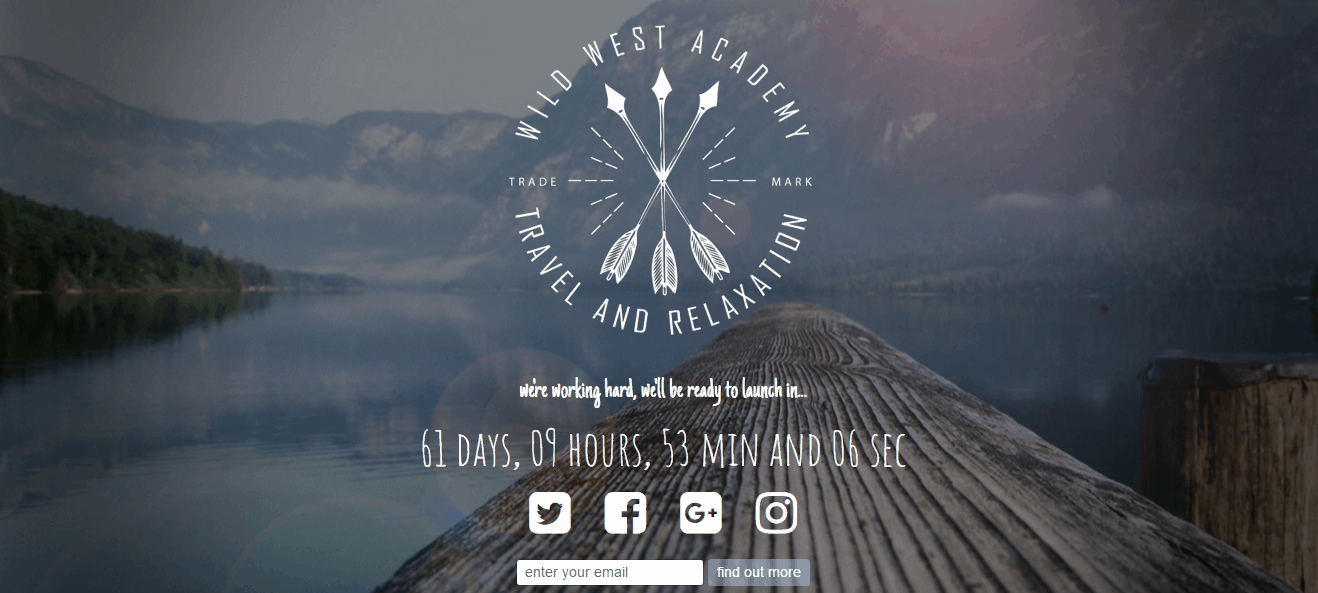 WILD WEST ACADEMY
TRADE MARK
TRAVEL AND RELAXATION
we're working hard, we'll be ready to launch in...
61 DAYS, 09 HOURS, 53 MIN AND 06 SEC
G+
enter your email find out more